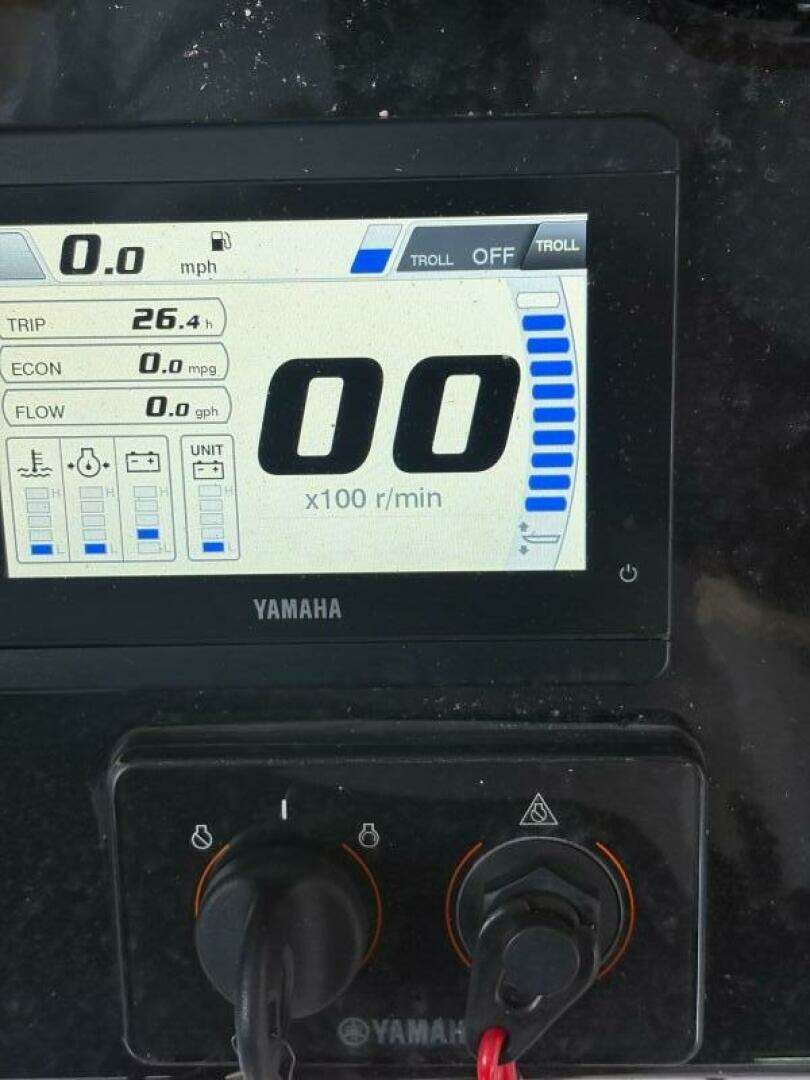 0.0 mph
TROLL OFF TROLL
TRIP 26.4 h
ECON 0.0 mpg
FLOW 0.0 gph
00
x100 r/min
UNIT
H H H H
L L L L
YAMAHA
YAMAH